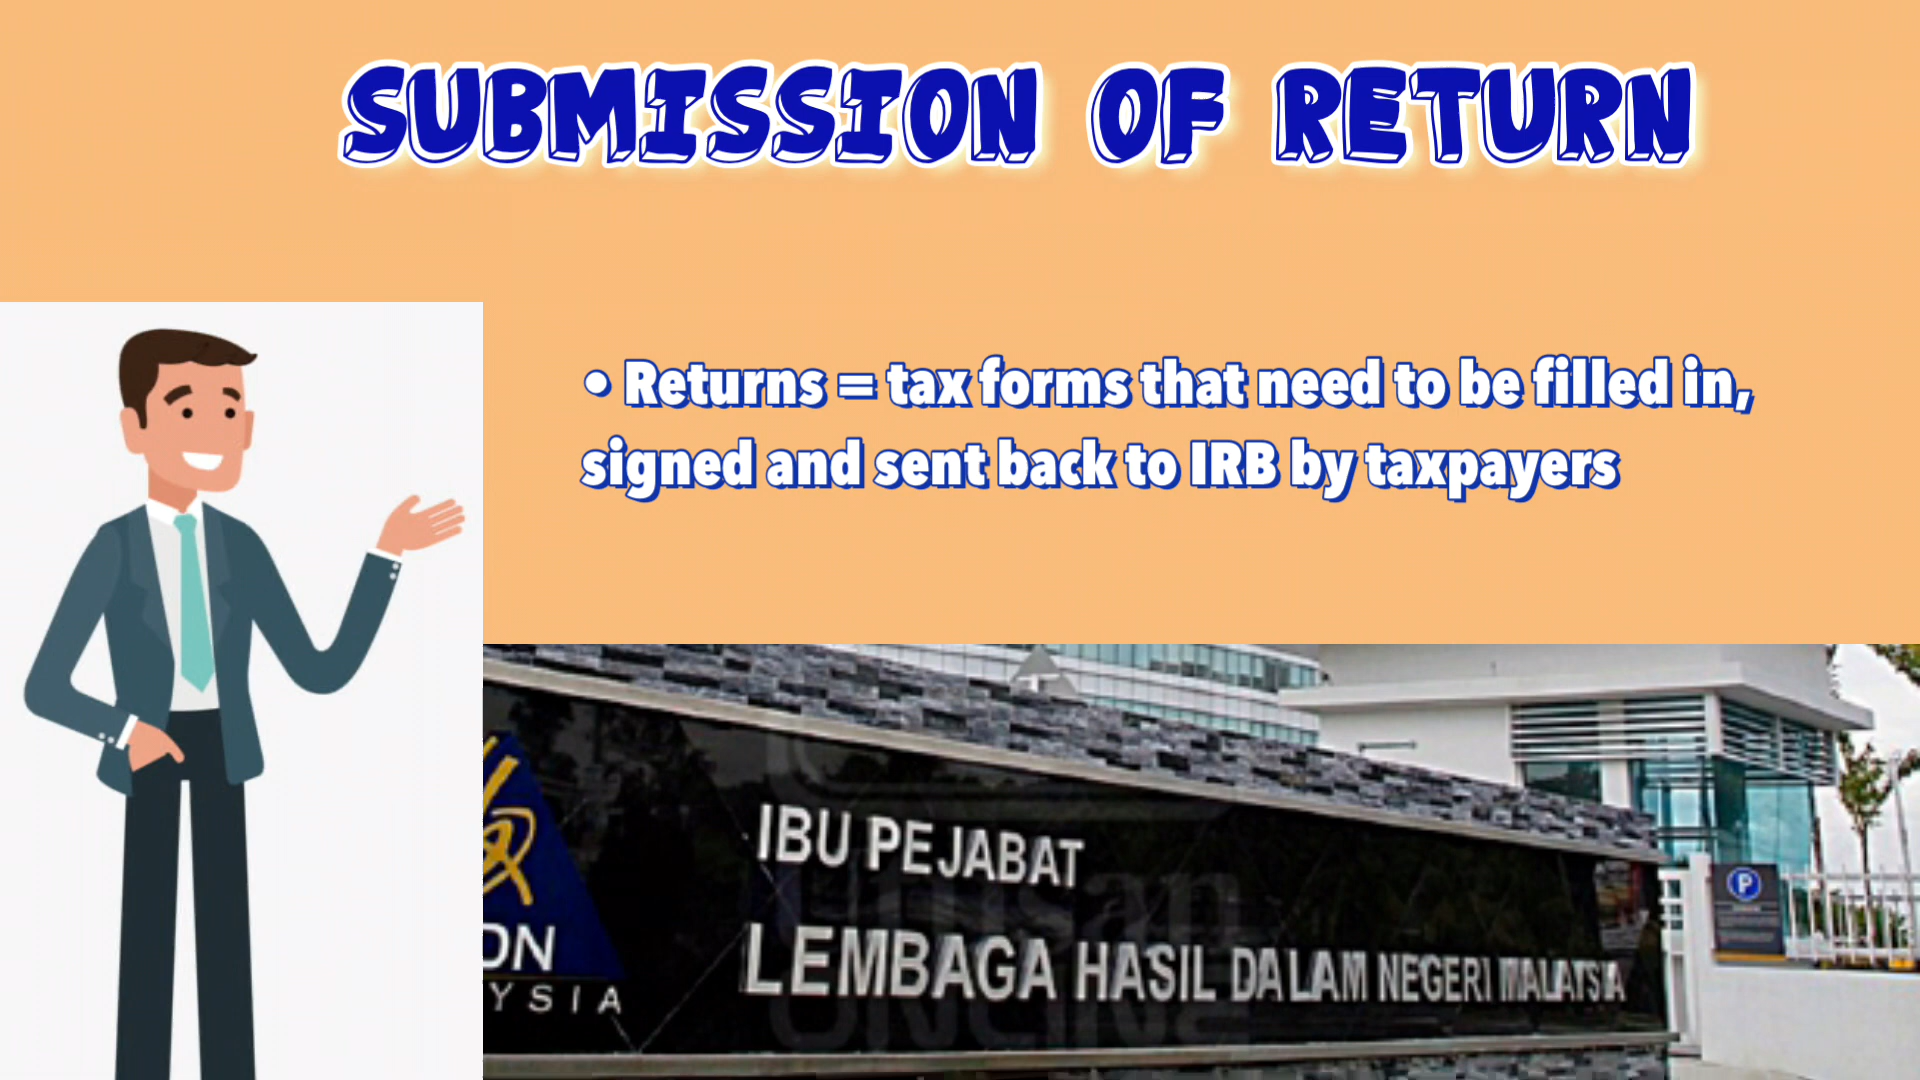 SUBMISSION OF RETURN
• Returns = tax forms that need to be filled in,
signed and sent back to IRB by taxpayers
IBU PEJABAT
LEMBAGA HASIL DALAM NEGERI MALAYSIA
P